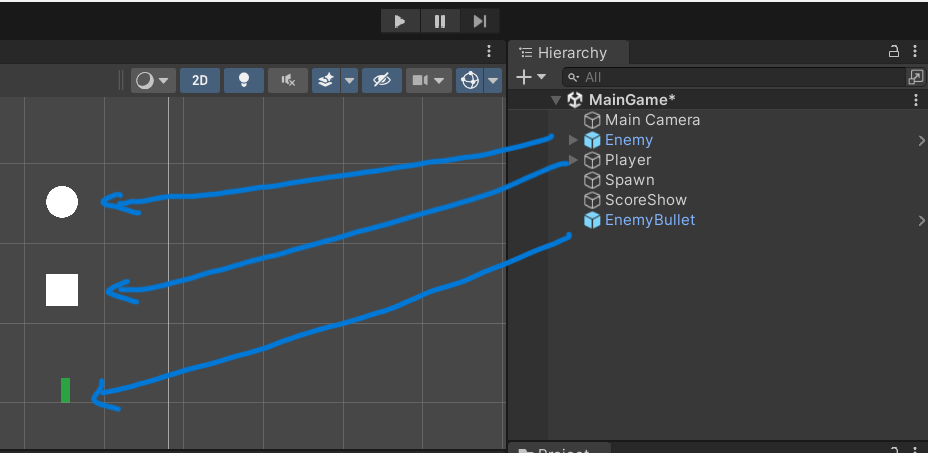 Hierarchy
2D
All
MainGame*
Main Camera
Enemy
Player
Spawn
ScoreShow
EnemyBullet
Project